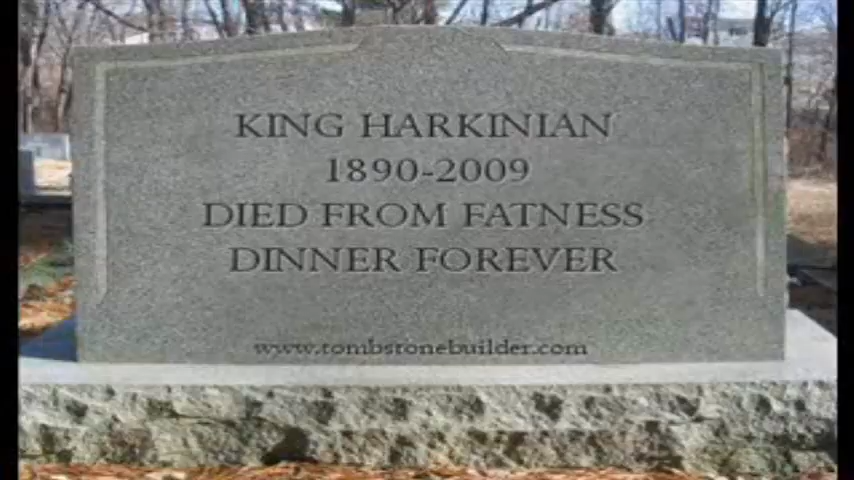 KING HARKINIAN
1890-2009
DIED FROM FATNESS
DINNER FOREVER
www.tombstonebuilder.com